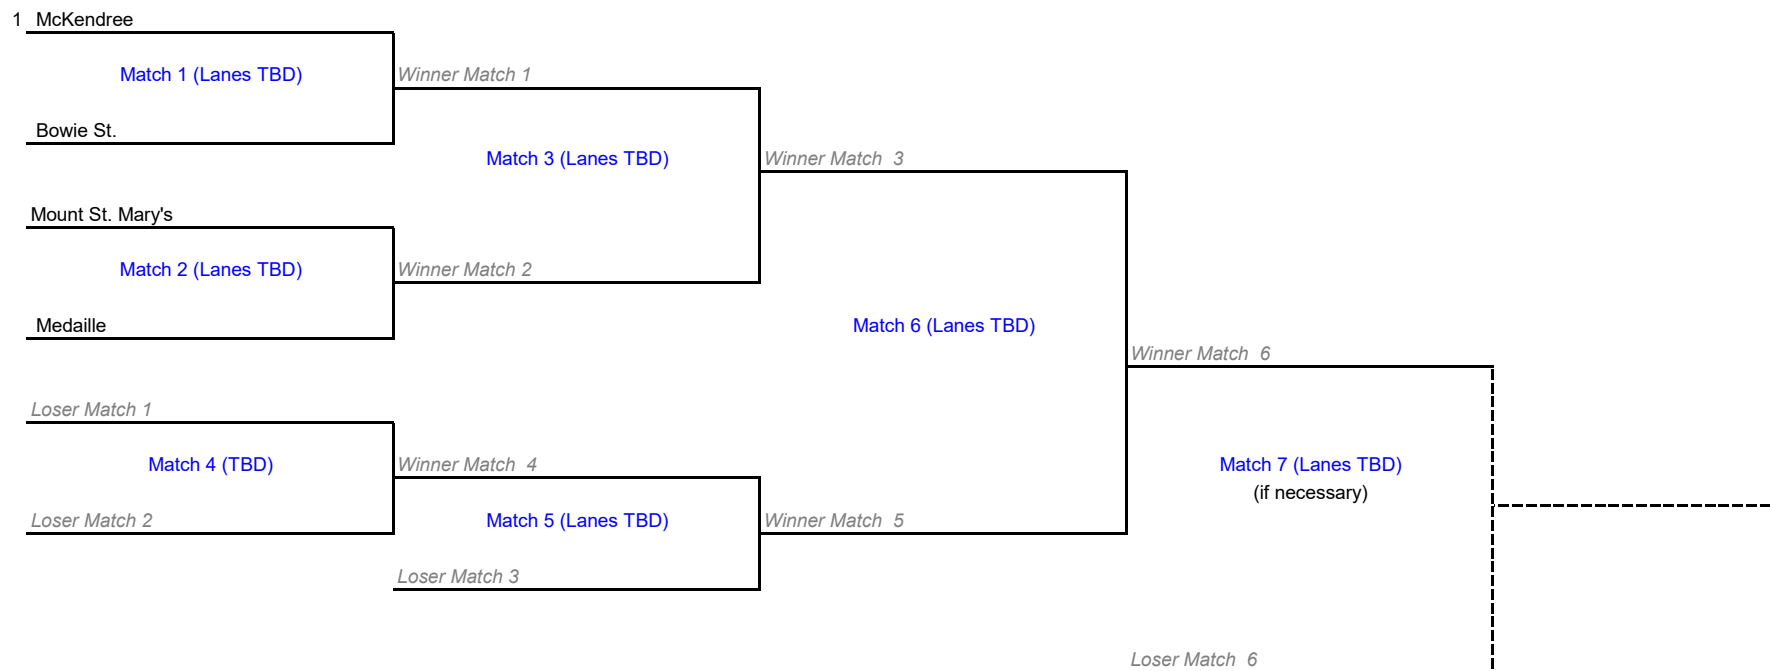 1 McKendree
Match 1 (Lanes TBD)
Winner Match 1
Bowie St.
Match 3 (Lanes TBD)
Winner Match 3
Mount St. Mary's
Match 2 (Lanes TBD)
Winner Match 2
Medaille
Match 6 (Lanes TBD)
Winner Match 6
Loser Match 1
Match 4 (TBD)
Winner Match 4
Match 7 (Lanes TBD)
(if necessary)
Loser Match 2
Match 5 (Lanes TBD)
Winner Match 5
Loser Match 3
Loser Match 6